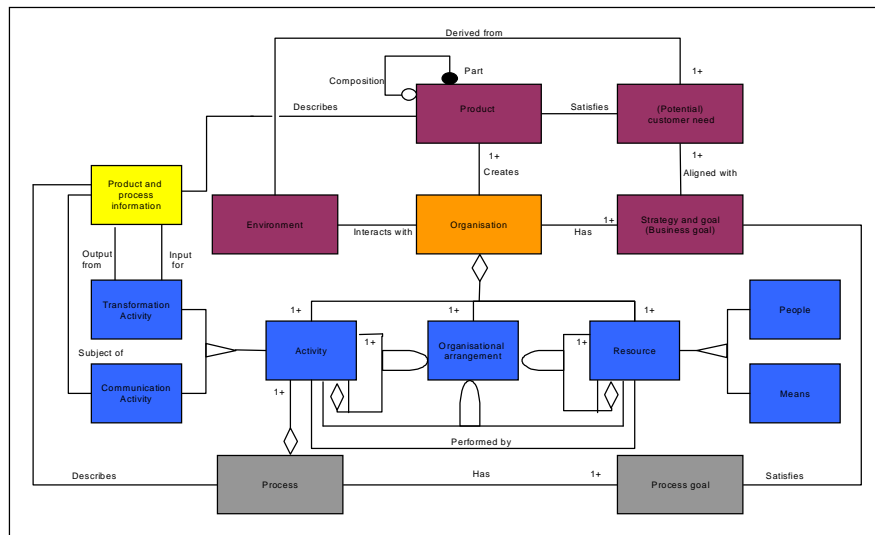 Derived from
Part
Composition
1+
Describes
Product
Satisfies
(Potential)
customer need
1+
1+
Creates
Aligned with
Product and
process
information
Environment
Interacts with
Organisation
Has
1+
Strategy and goal
(Business goal)
Output
from
Input
for
Transformation
Activity
1+
1+
1+
People
Subject of
Activity
1+
Organisational
arrangement
1+
Resource
Communication
Activity
1+
Means
Performed by
Describes
Process
Has
1+
Process goal
Satisfies